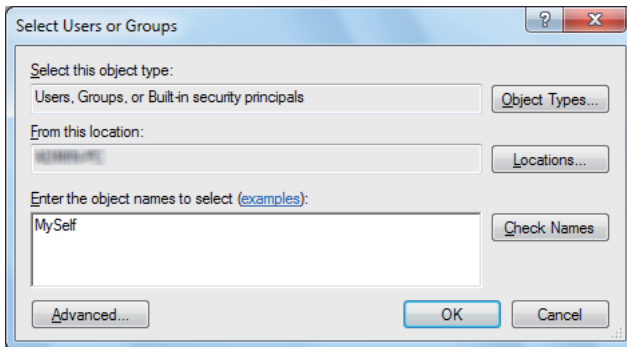 Select Users or Groups
Select this object type:
Users, Groups, or Built-in security principals
Object Types...
From this location:
Locations...
Enter the object names to select (examples):
MySelf
Check Names
Advanced...
OK
Cancel